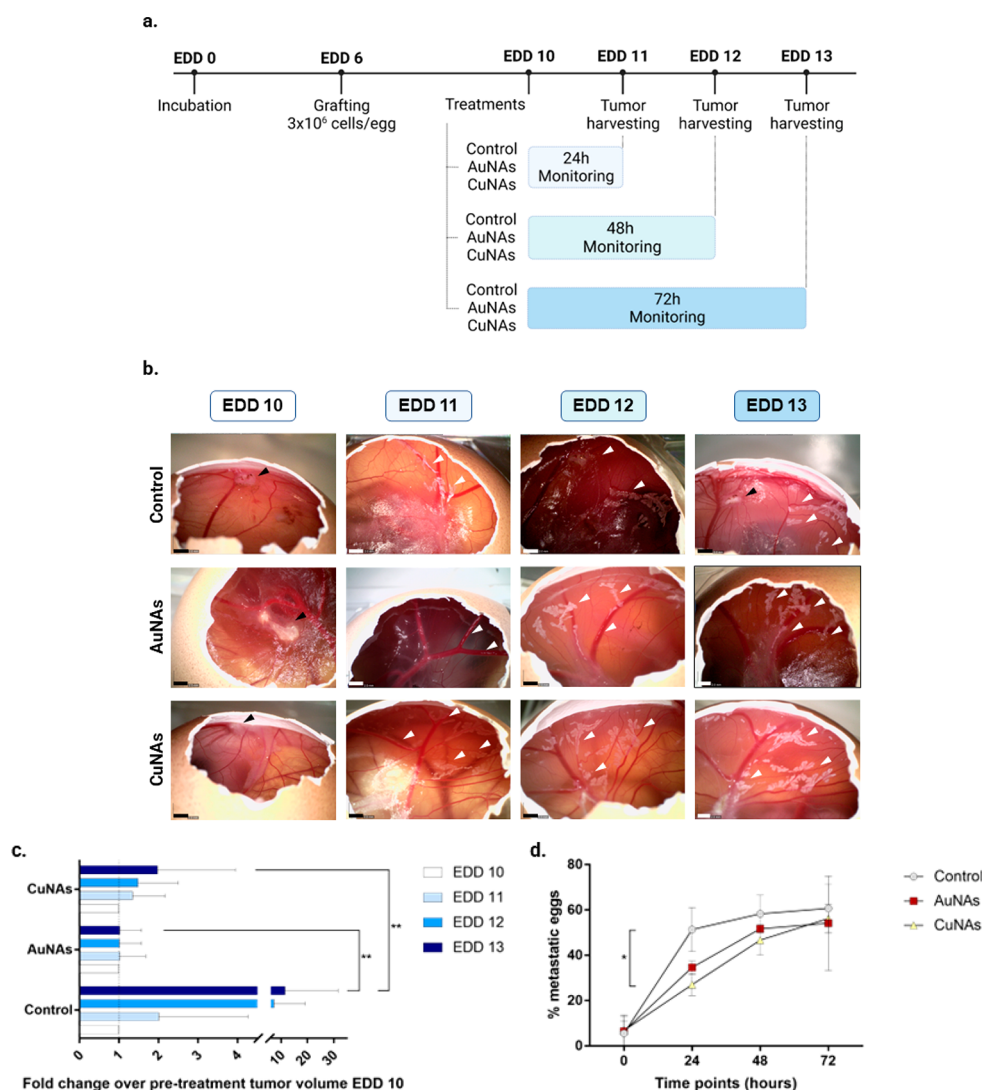 a.
EDD 0
EDD 6
EDD 10
EDD 11
EDD 12
EDD 13
Incubation
Grafting
3x10⁶ cells/egg
Treatments
Tumor
harvesting
Tumor
harvesting
Tumor
harvesting
Control
AuNAs
CuNAs
24h
Monitoring
Control
AuNAs
CuNAs
48h
Monitoring
Control
AuNAs
CuNAs
72h
Monitoring
b.
EDD 10
EDD 11
EDD 12
EDD 13
Control
AuNAs
CuNAs
c.
CuNAs
AuNAs
Control
**
**
EDD 10
EDD 11
EDD 12
EDD 13
0 1 2 3 4 10 20 30
Fold change over pre-treatment tumor volume EDD 10
d.
% metastatic eggs
80
60
40
20
0
*
0 24 48 72
Time points (hours)
Control
AuNAs
CuNAs